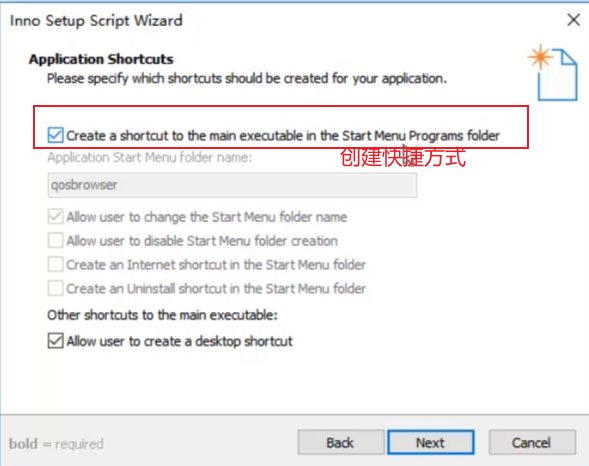 Inno Setup Script Wizard
Application Shortcuts
Please specify which shortcuts should be created for your application.
Create a shortcut to the main executable in the Start Menu Programs folder
创建快捷方式
Application Start Menu folder name:
qosbrowser
Allow user to change the Start Menu folder name
Allow user to disable Start Menu folder creation
Create an Internet shortcut in the Start Menu folder
Create an Uninstall shortcut in the Start Menu folder
Other shortcuts to the main executable:
Allow user to create a desktop shortcut
bold = required
Back
Next
Cancel